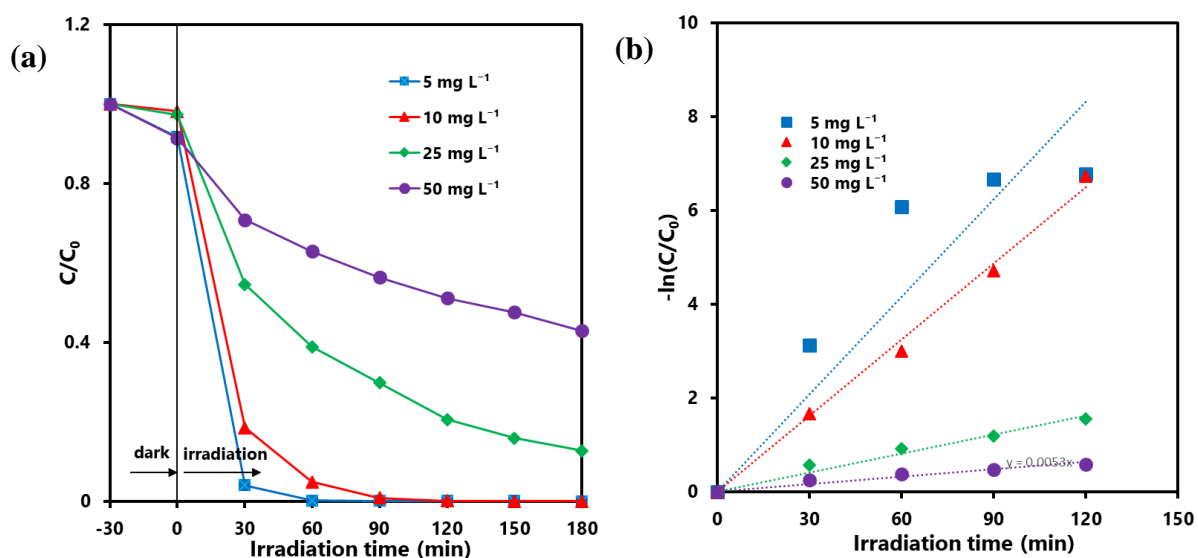 (a)
1.2
0.8
0.4
0
C/C₀
5 mg L⁻¹
10 mg L⁻¹
25 mg L⁻¹
50 mg L⁻¹
dark irradiation
-30 0 30 60 90 120 150 180
Irradiation time (min)
(b)
10
8
6
4
2
0
-ln(C/C₀)
5 mg L⁻¹
10 mg L⁻¹
25 mg L⁻¹
50 mg L⁻¹
y = 0.0053x
0 30 60 90 120 150
Irradiation time (min)